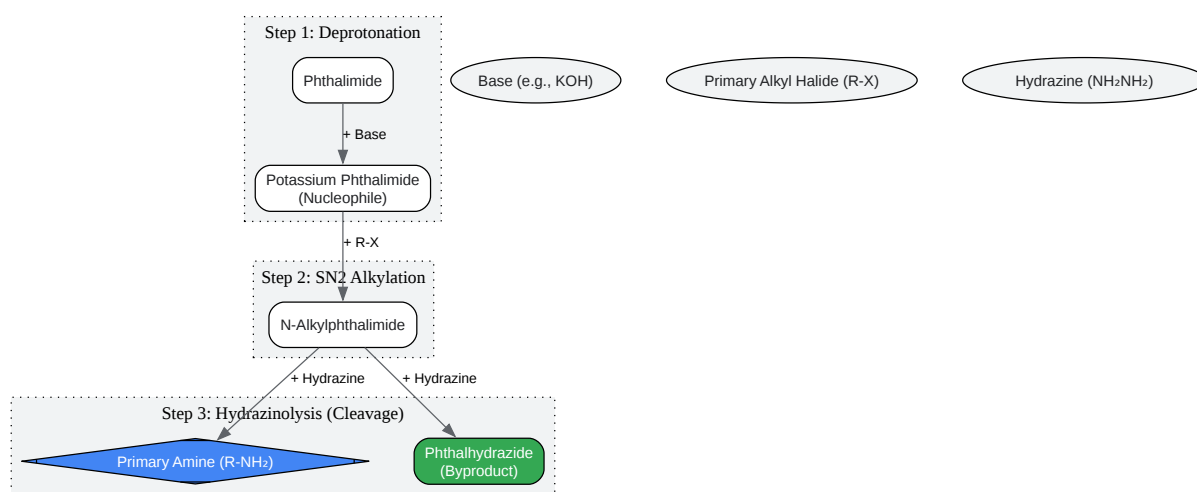 Step 1: Deprotonation
Phthalimide
Base (e.g., KOH)
Primary Alkyl Halide (R-X)
Hydrazine (NH₂NH₂)
+ Base
Potassium Phthalimide
(Nucleophile)
+ R-X
Step 2: SN2 Alkylation
N-Alkylphthalimide
+ Hydrazine
+ Hydrazine
Step 3: Hydrazinolysis (Cleavage)
Primary Amine (R-NH₂)
Phthalhydrazide
(Byproduct)